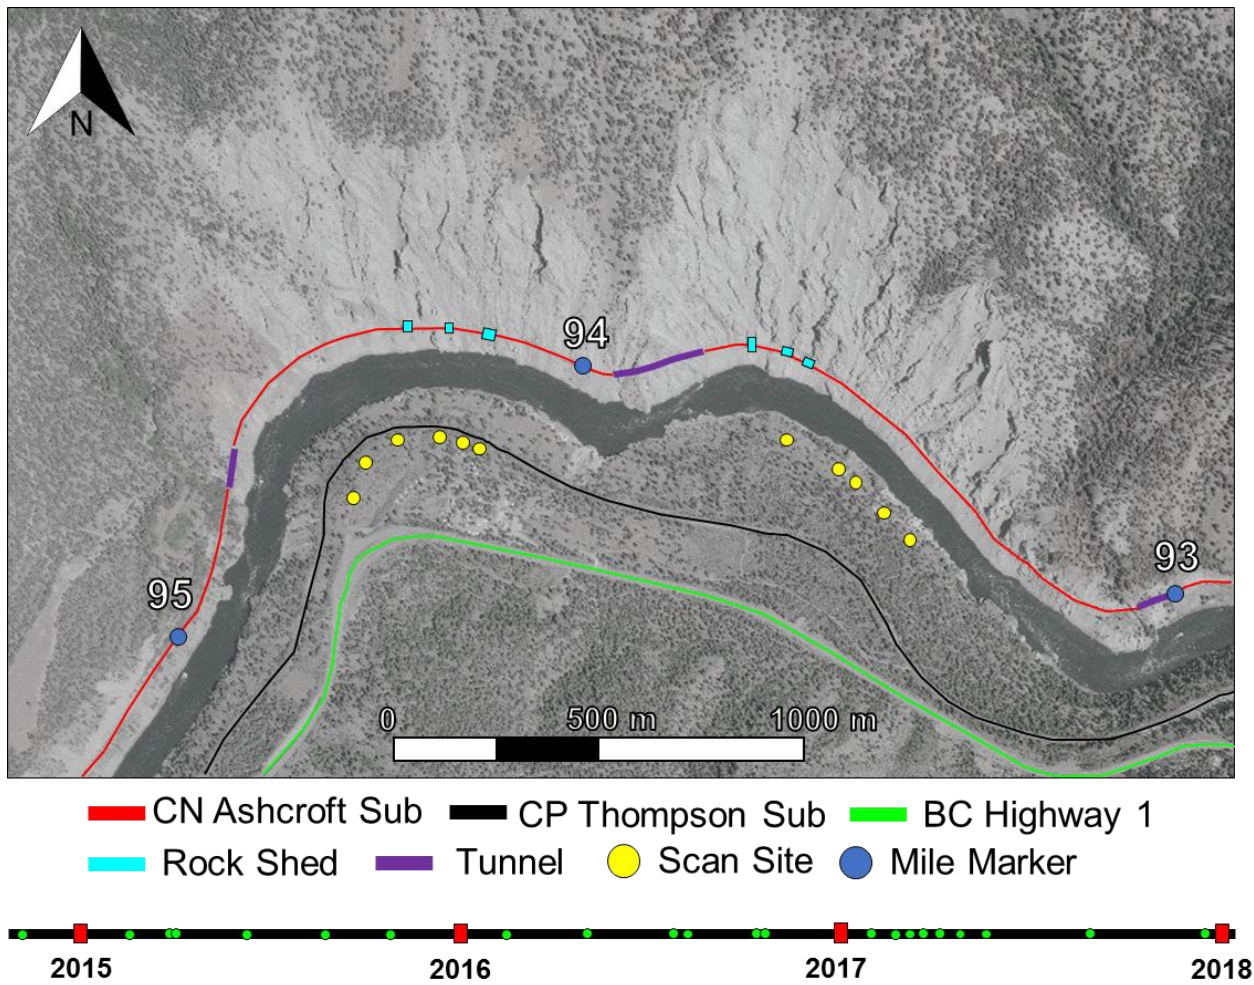 N
94
93
95
0 500 m 1000 m
CN Ashcroft Sub CP Thompson Sub BC Highway 1
Rock Shed Tunnel Scan Site Mile Marker
2015 2016 2017 2018